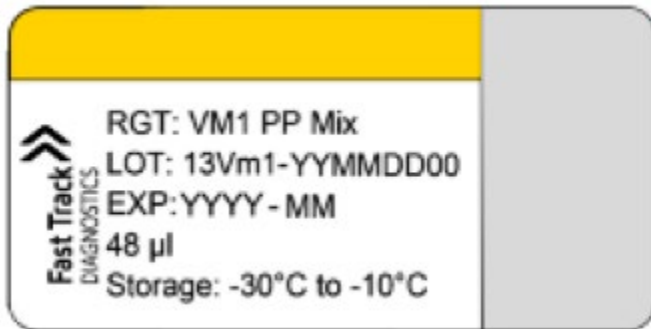 Fast Track
DIAGNOSTICS
RGT: VM1 PP Mix
LOT: 13Vm1-YYMMDD00
EXP:YYYY-MM
48 µl
Storage: -30°C to -10°C